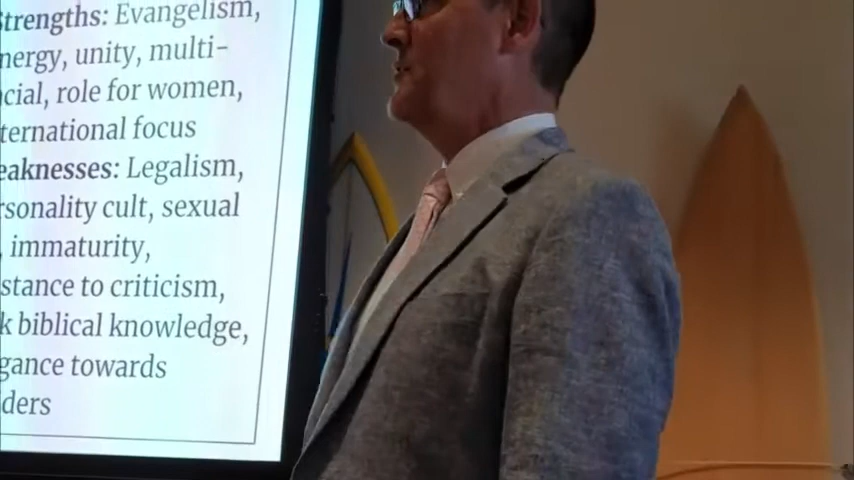 Strengths: Evangelism,
nergy, unity, multi-
cial, role for women,
ternational focus
eaknesses: Legalism,
rsonality cult, sexual
, immaturity,
stance to criticism,
k biblical knowledge,
gance towards
ders